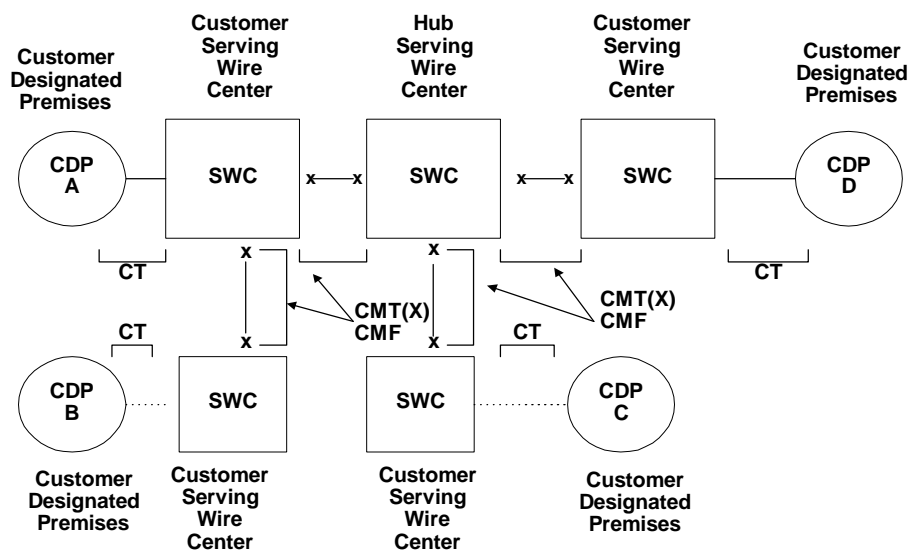 Customer
Serving
Wire
Center
Hub
Serving
Wire
Center
Customer
Serving
Wire
Center
Customer
Designated
Premises
Customer
Designated
Premises
CDP
A
SWC
x
x
SWC
x
x
SWC
CDP
D
CT
x
x
CT
CMT(X)
CMF
CMT(X)
CMF
CT
x
x
CT
CDP
B
SWC
SWC
CDP
C
Customer
Designated
Premises
Customer
Serving
Wire
Center
Customer
Serving
Wire
Center
Customer
Designated
Premises